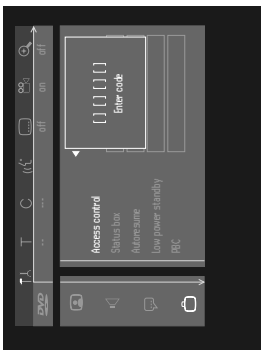 T C
-- --- off on off
DVD
[ ] [ ] [ ] [ ]
Enter code
Access control
Status box
Autoresume
Low power standby
PBC